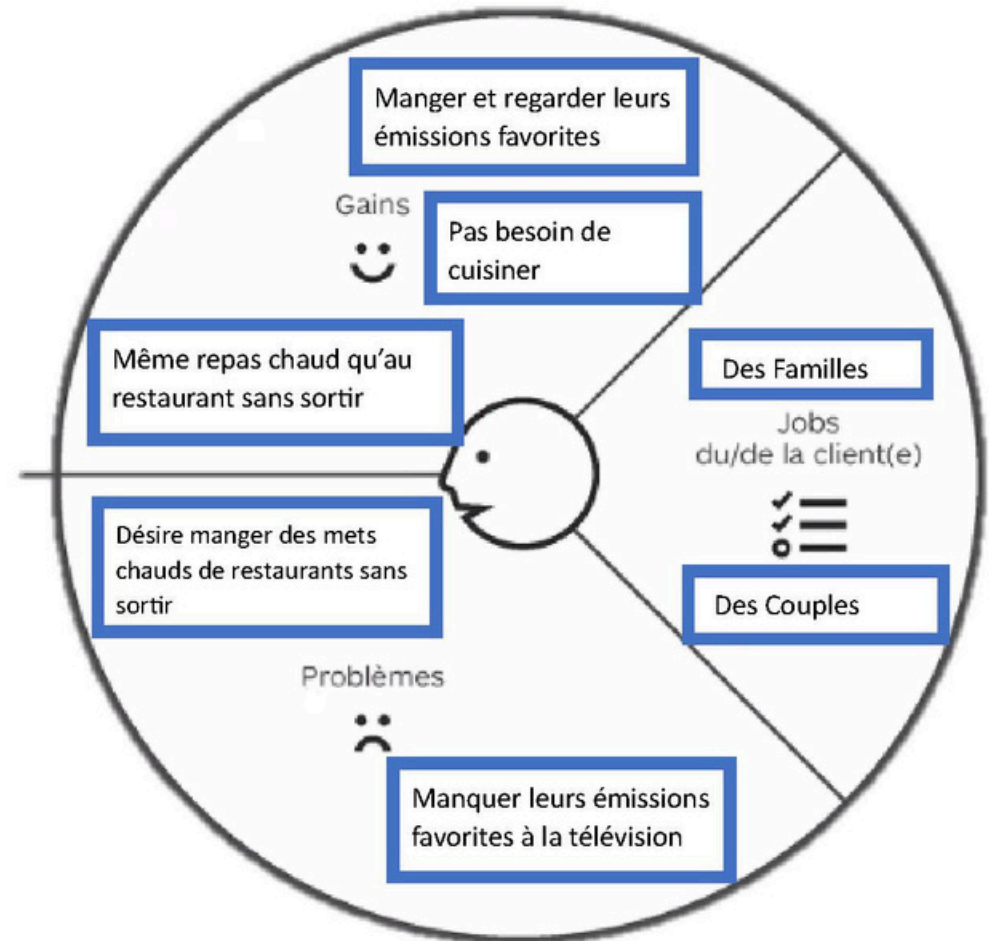 Manger et regarder leurs
émissions favorites
Gains
Pas besoin de
cuisiner
Même repas chaud qu’au
restaurant sans sortir
Des Familles
Jobs
du/de la client(e)
Des Couples
Désire manger des mets
chauds de restaurants sans
sortir
Problèmes
Manquer leurs émissions
favorites à la télévision